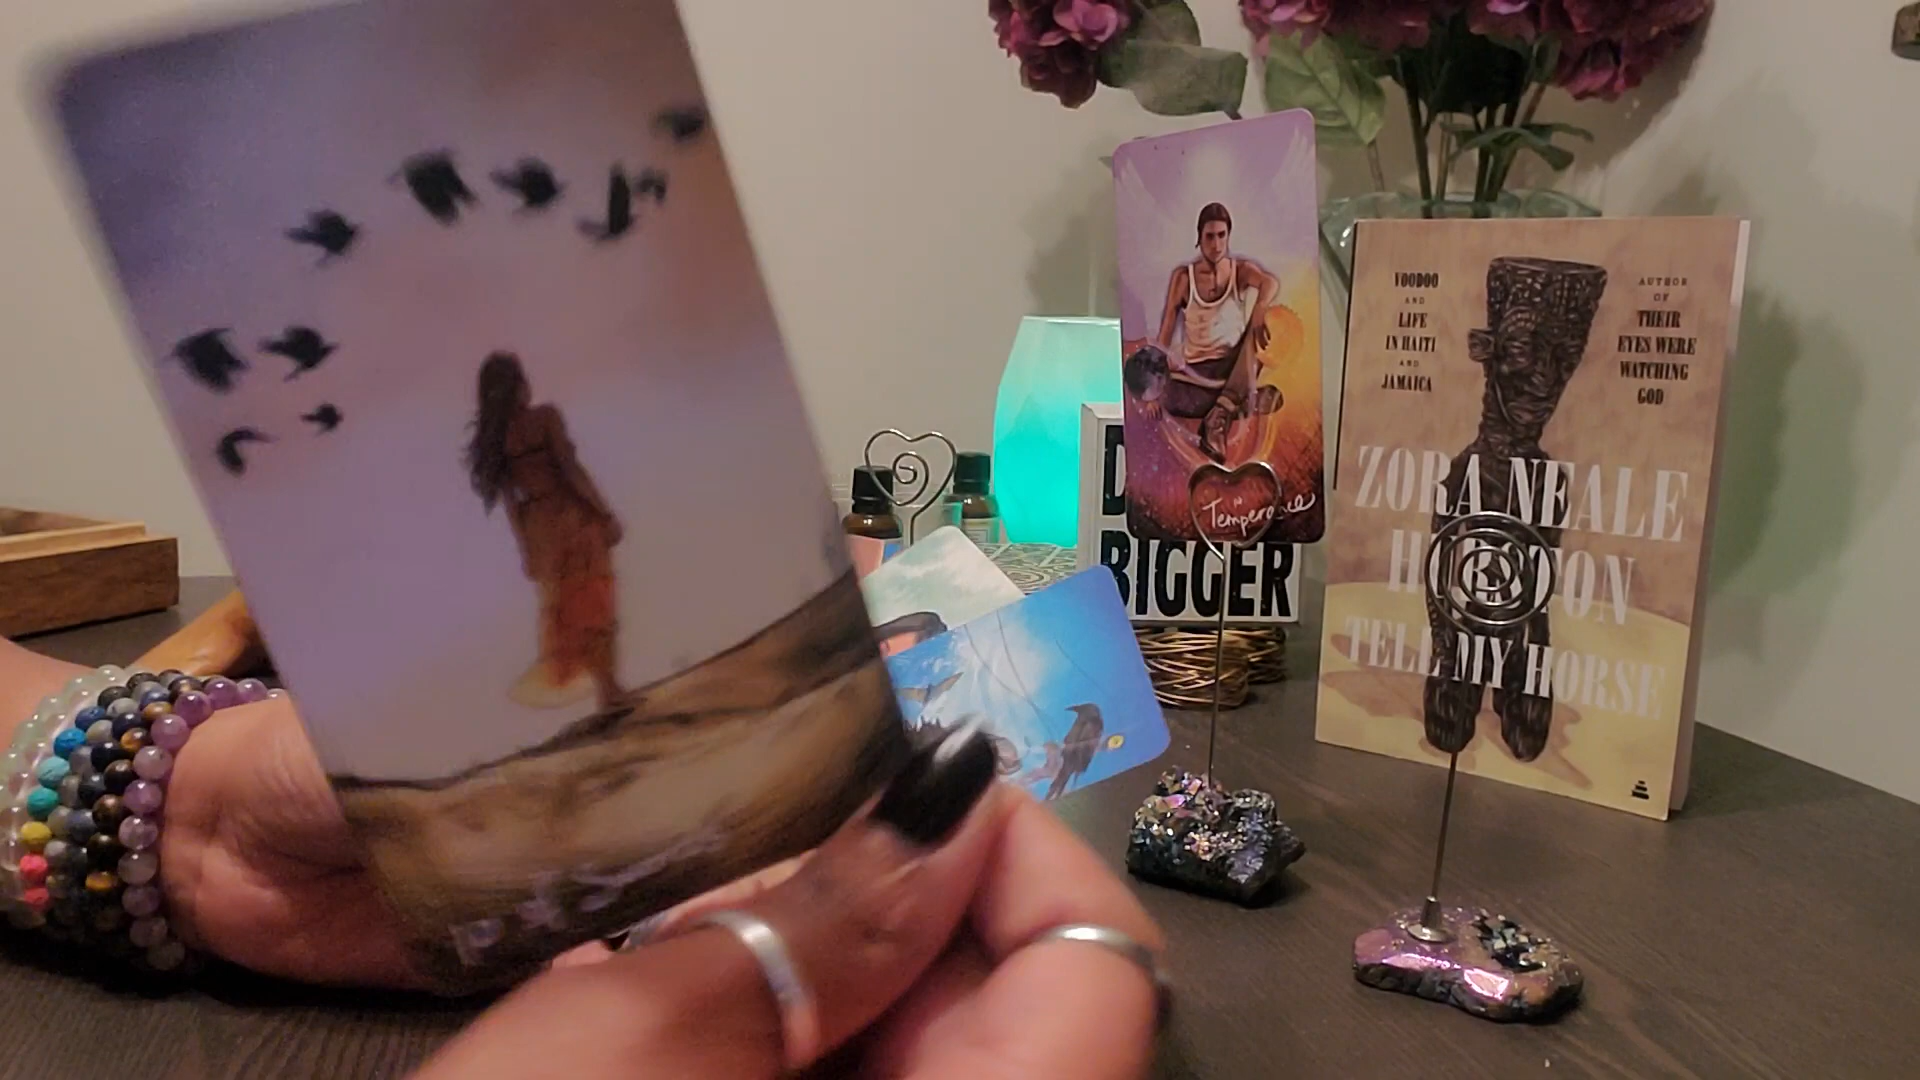 Temperance
BIGGER
VOODOO
AND
LIFE
IN HAITI
AND
JAMAICA
AUTHOR
OF
THEIR
EYES WERE
WATCHING
GOD
ZORA NEALE
HURSTON
TELL MY HORSE